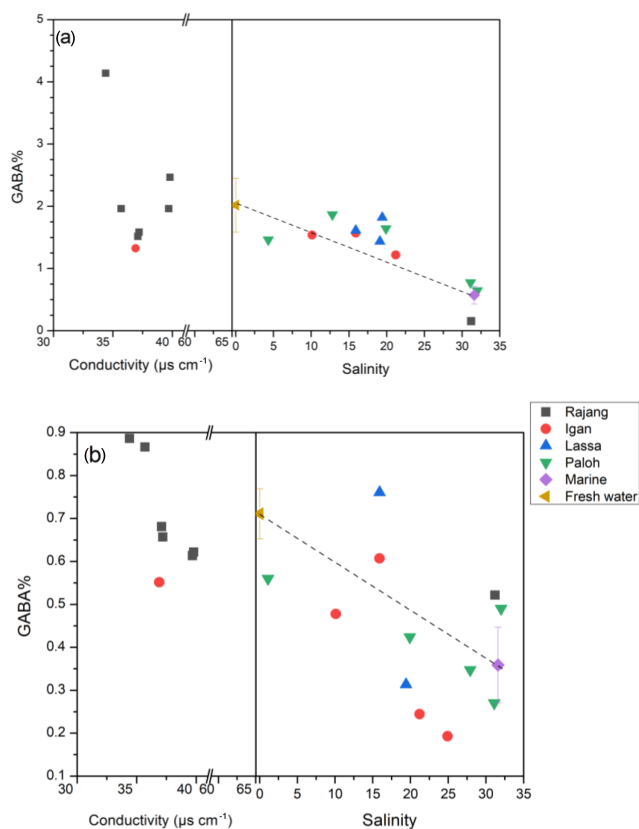 (a)
GABA%
5
4
3
2
1
0
30 35 40 60 65 0 5 10 15 20 25 30 35
Conductivity (µs cm⁻¹) Salinity
(b)
GABA%
0.9
0.8
0.7
0.6
0.5
0.4
0.3
0.2
0.1
30 35 40 60 65 0 5 10 15 20 25 30 35
Conductivity (µs cm⁻¹) Salinity
Rajang
Igan
Lassa
Paloh
Marine
Fresh water